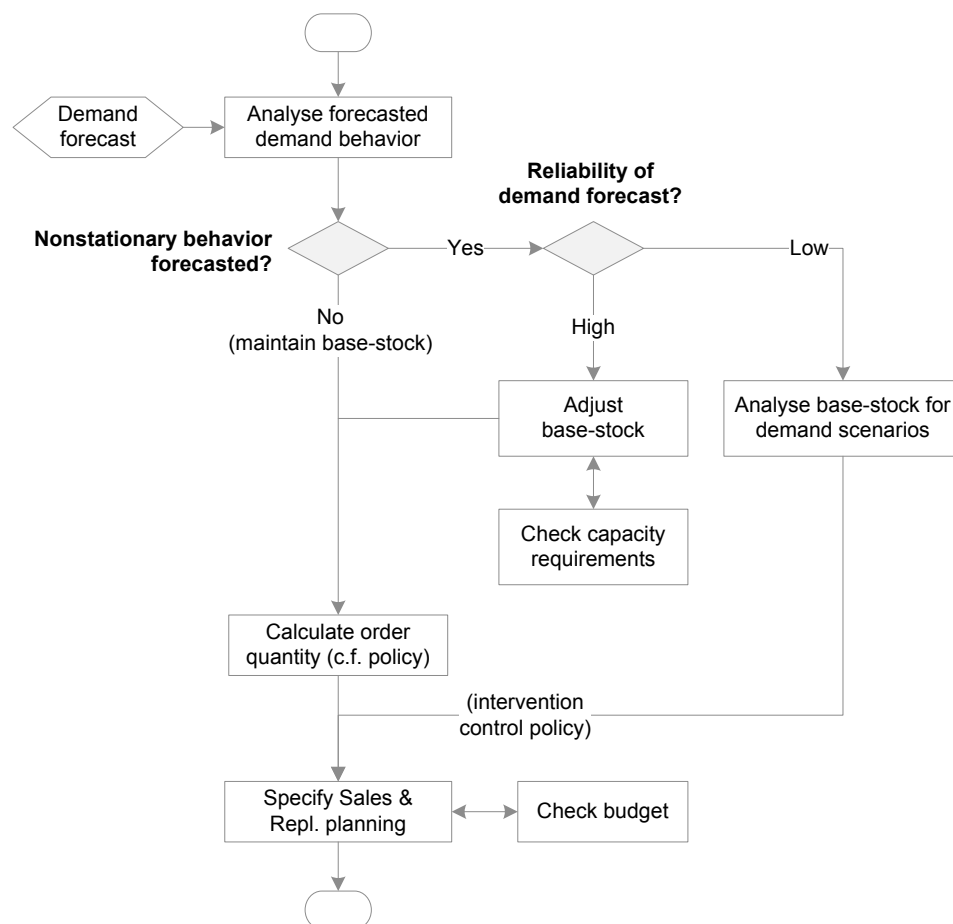 Demand
forecast
Analyse forecasted
demand behavior
Reliability of
demand forecast?
Nonstationary behavior
forecasted?
Yes
Low
No
(maintain base-stock)
High
Adjust
base-stock
Analyse base-stock for
demand scenarios
Check capacity
requirements
Calculate order
quantity (c.f. policy)
(intervention
control policy)
Specify Sales &
Repl. planning
Check budget